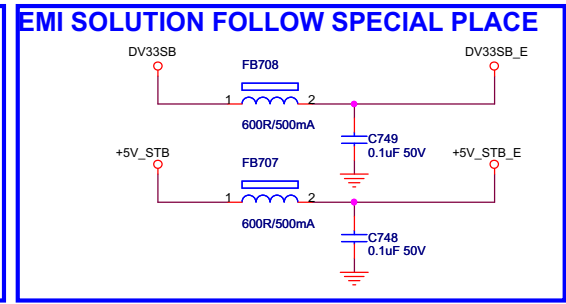 EMI SOLUTION FOLLOW SPECIAL PLACE
DV33SB
DV33SB_E
FB708
1
2
600R/500mA
C749
0.1uF 50V
+5V_STB
+5V_STB_E
FB707
1
2
600R/500mA
C748
0.1uF 50V